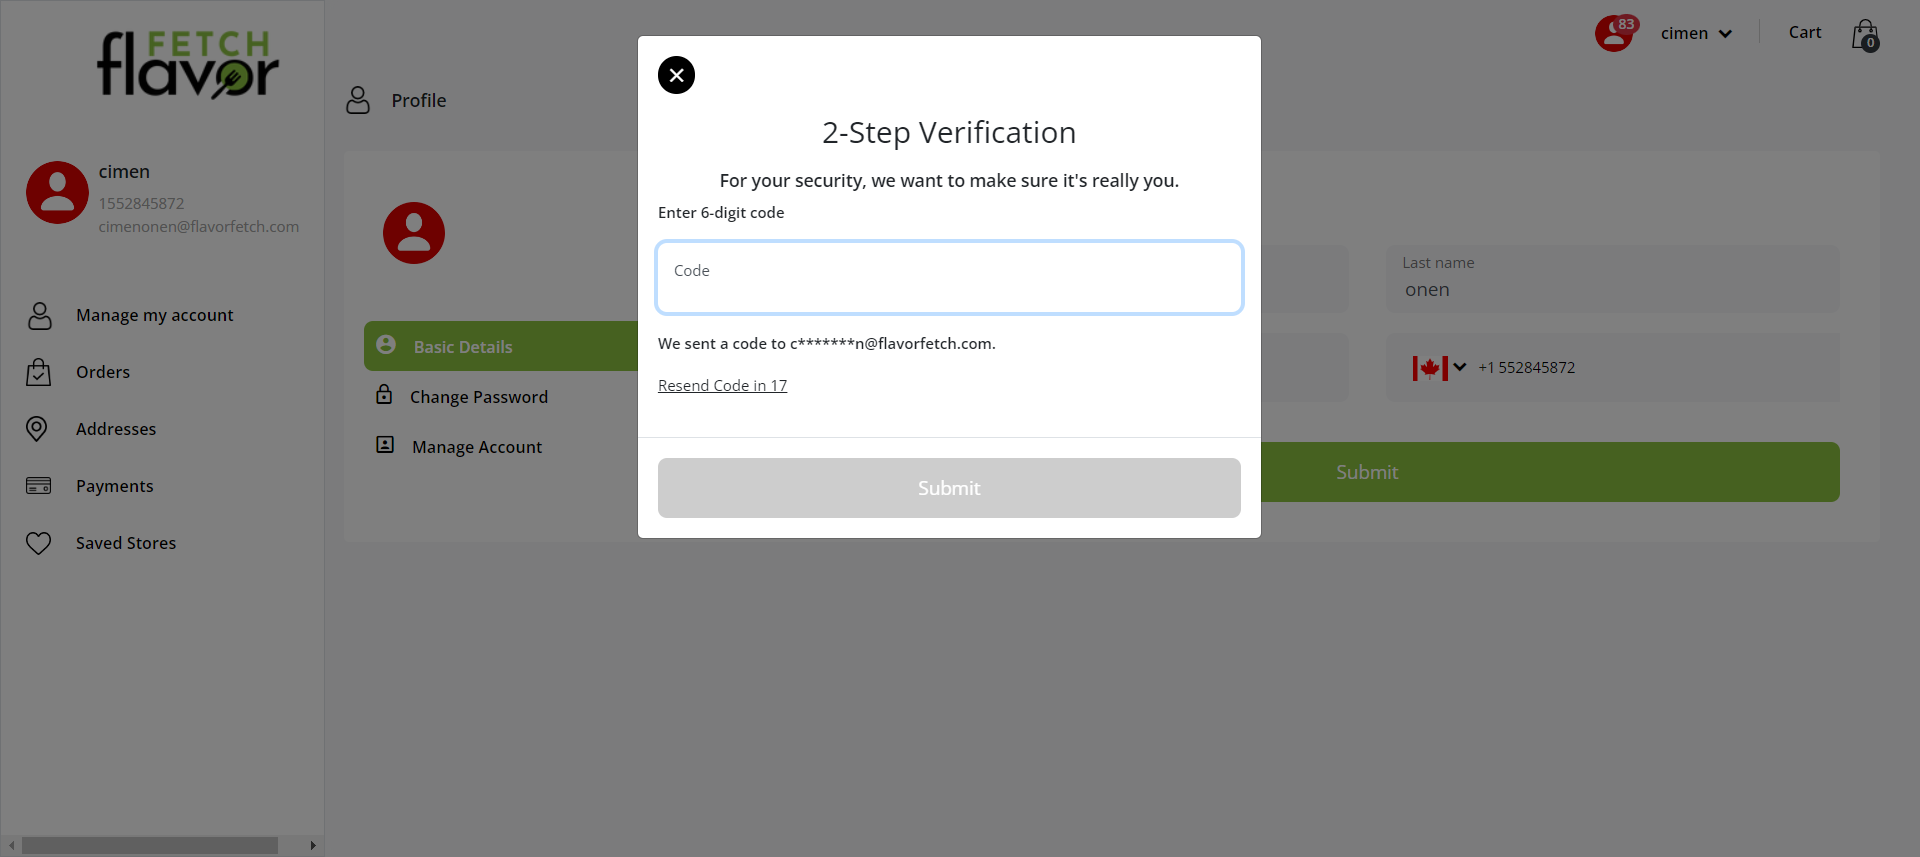 FETCH
flavor
cimen
1552845872
cimenonen@flavorfetch.com
Manage my account
Orders
Addresses
Payments
Saved Stores
83
cimen
Cart
0
Profile
Basic Details
Change Password
Manage Account
Last name
onen
+1 552845872
Submit
2-Step Verification
For your security, we want to make sure it's really you.
Enter 6-digit code
Code
We sent a code to c*******n@flavorfetch.com.
Resend Code in 17
Submit